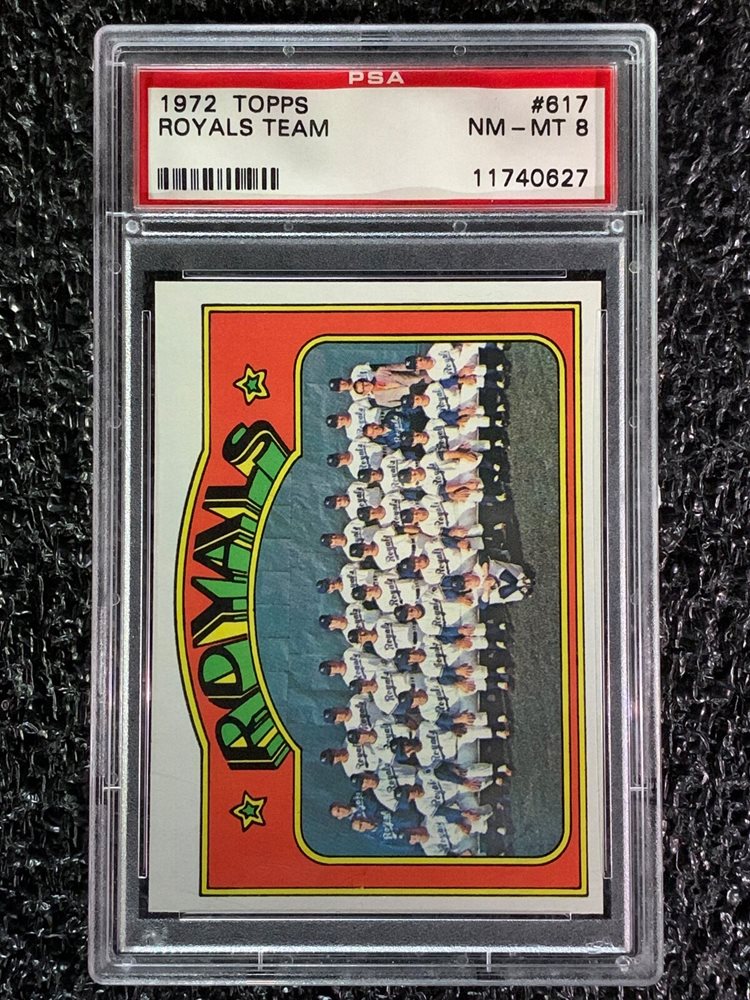 PSA
1972 TOPPS #617
ROYALS TEAM NM – MT 8
11740627
ROYALS